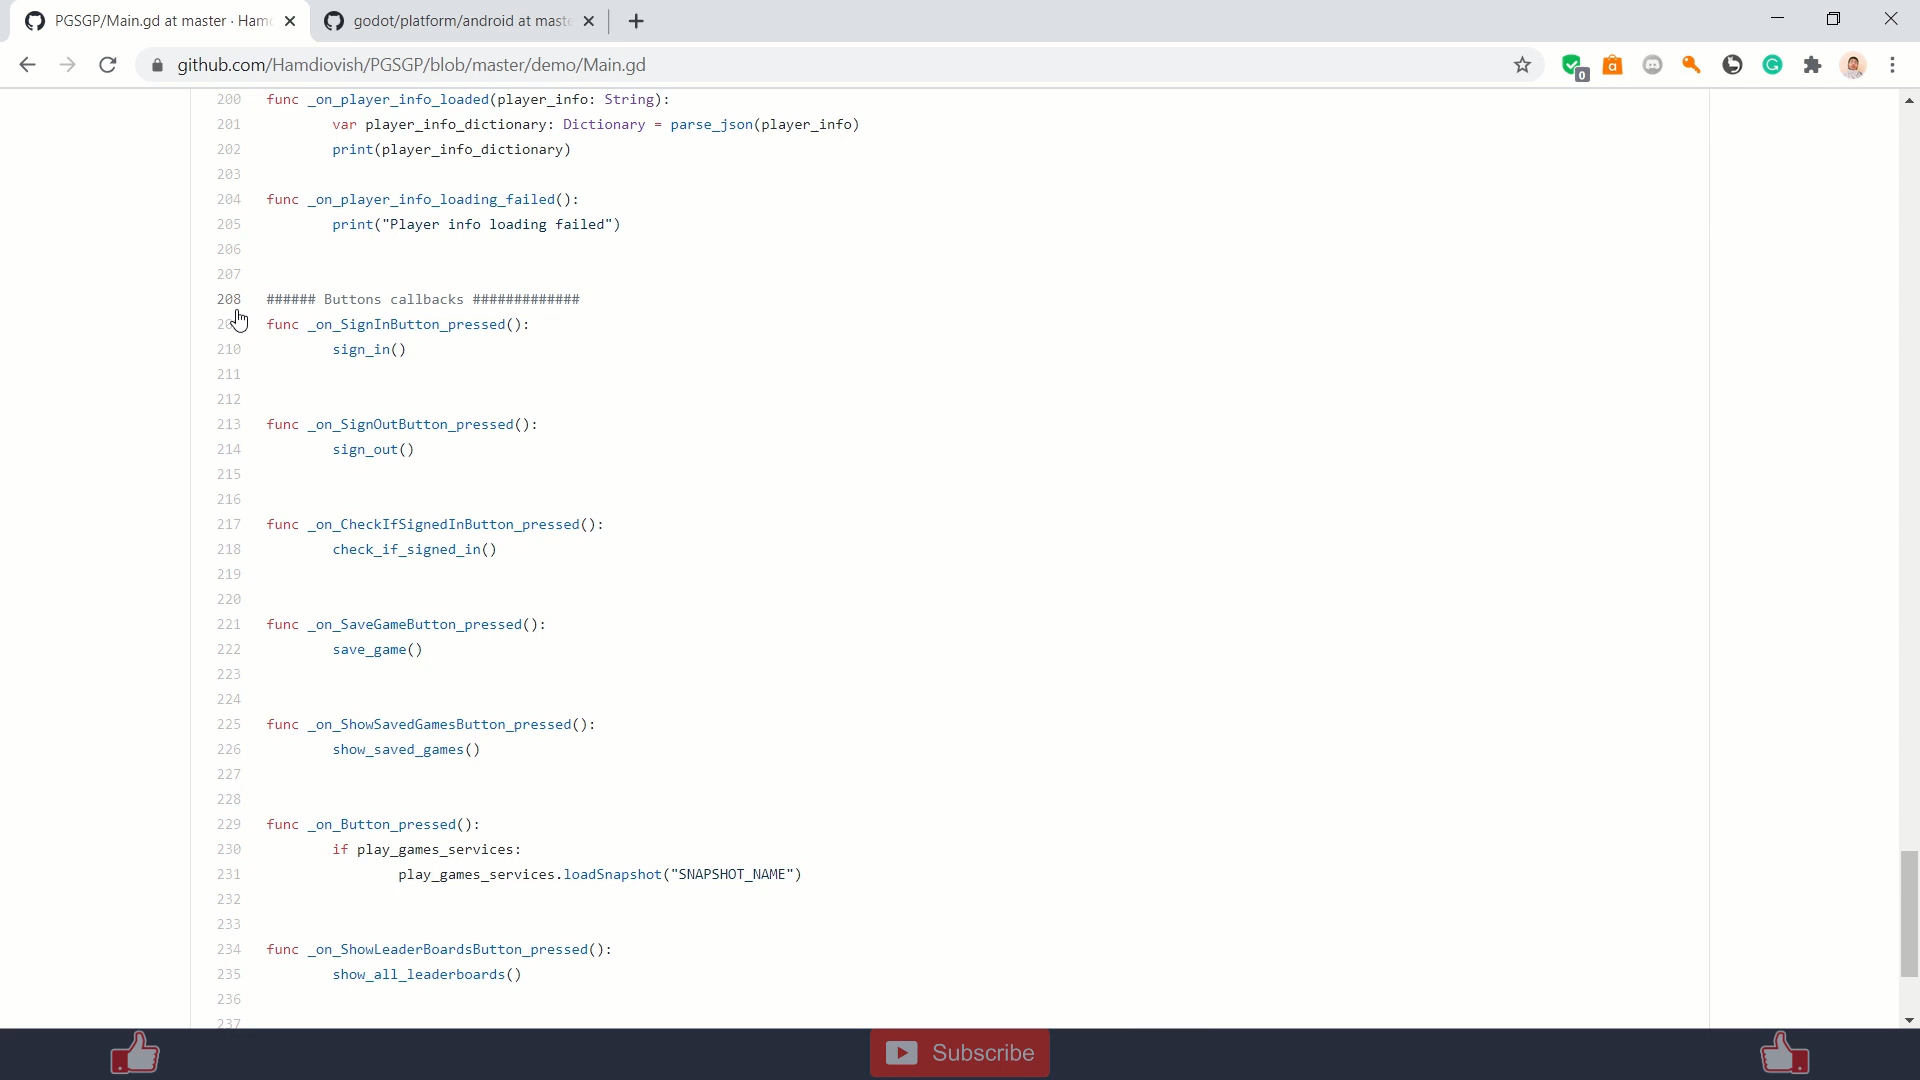 PGSGP/Main.gd at master · Ham
godot/platform/android at mast
github.com/Hamdiovish/PGSGP/blob/master/demo/Main.gd
0
200 func _on_player_info_loaded(player_info: String):
201 var player_info_dictionary: Dictionary = parse_json(player_info)
202 print(player_info_dictionary)
203
204 func _on_player_info_loading_failed():
205 print("Player info loading failed")
206
207
208 ###### Buttons callbacks #############
func _on_SignInButton_pressed():
210 sign_in()
211
212
213 func _on_SignOutButton_pressed():
214 sign_out()
215
216
217 func _on_CheckIfSignedInButton_pressed():
218 check_if_signed_in()
219
220
221 func _on_SaveGameButton_pressed():
222 save_game()
223
224
225 func _on_ShowSavedGamesButton_pressed():
226 show_saved_games()
227
228
229 func _on_Button_pressed():
230 if play_games_services:
231 play_games_services.loadSnapshot("SNAPSHOT_NAME")
232
233
234 func _on_ShowLeaderBoardsButton_pressed():
235 show_all_leaderboards()
236
237
Subscribe